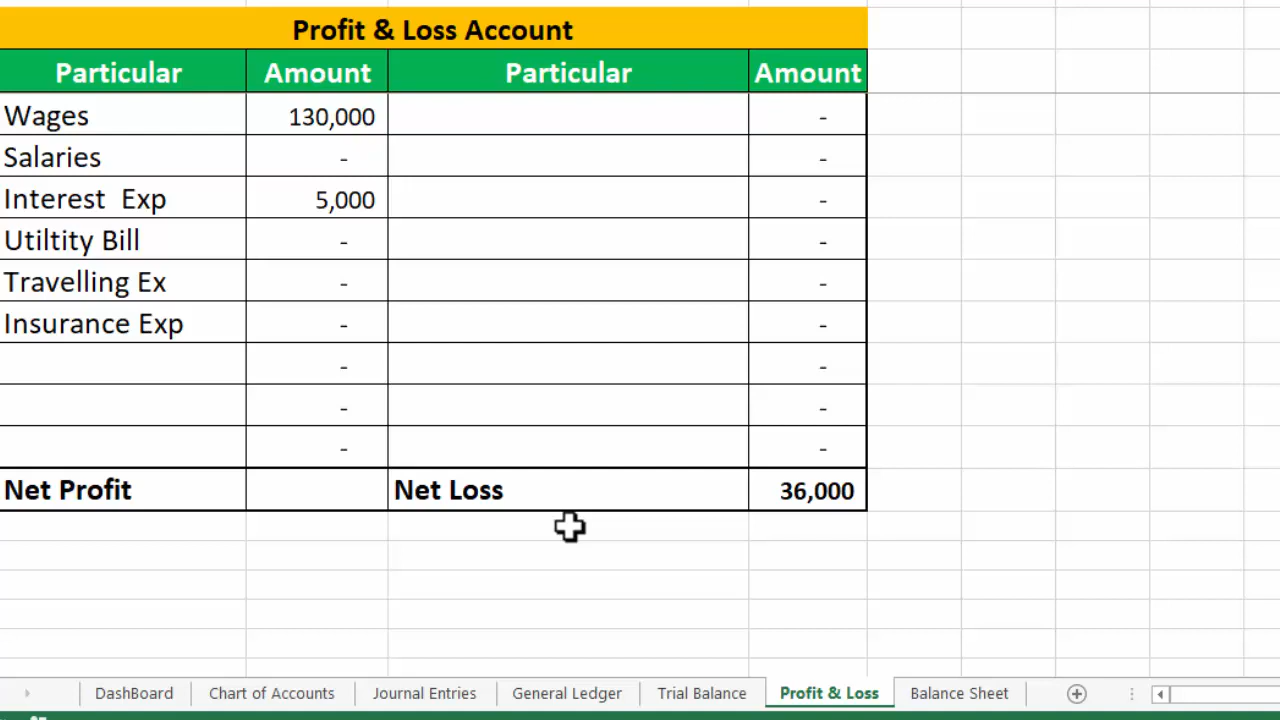 Profit & Loss Account
Particular Amount Particular Amount
Wages 130,000 -
Salaries - -
Interest Exp 5,000 -
Utiltity Bill - -
Travelling Ex - -
Insurance Exp - -
- -
- -
- -
Net Profit Net Loss 36,000
DashBoard Chart of Accounts Journal Entries General Ledger Trial Balance Profit & Loss Balance Sheet